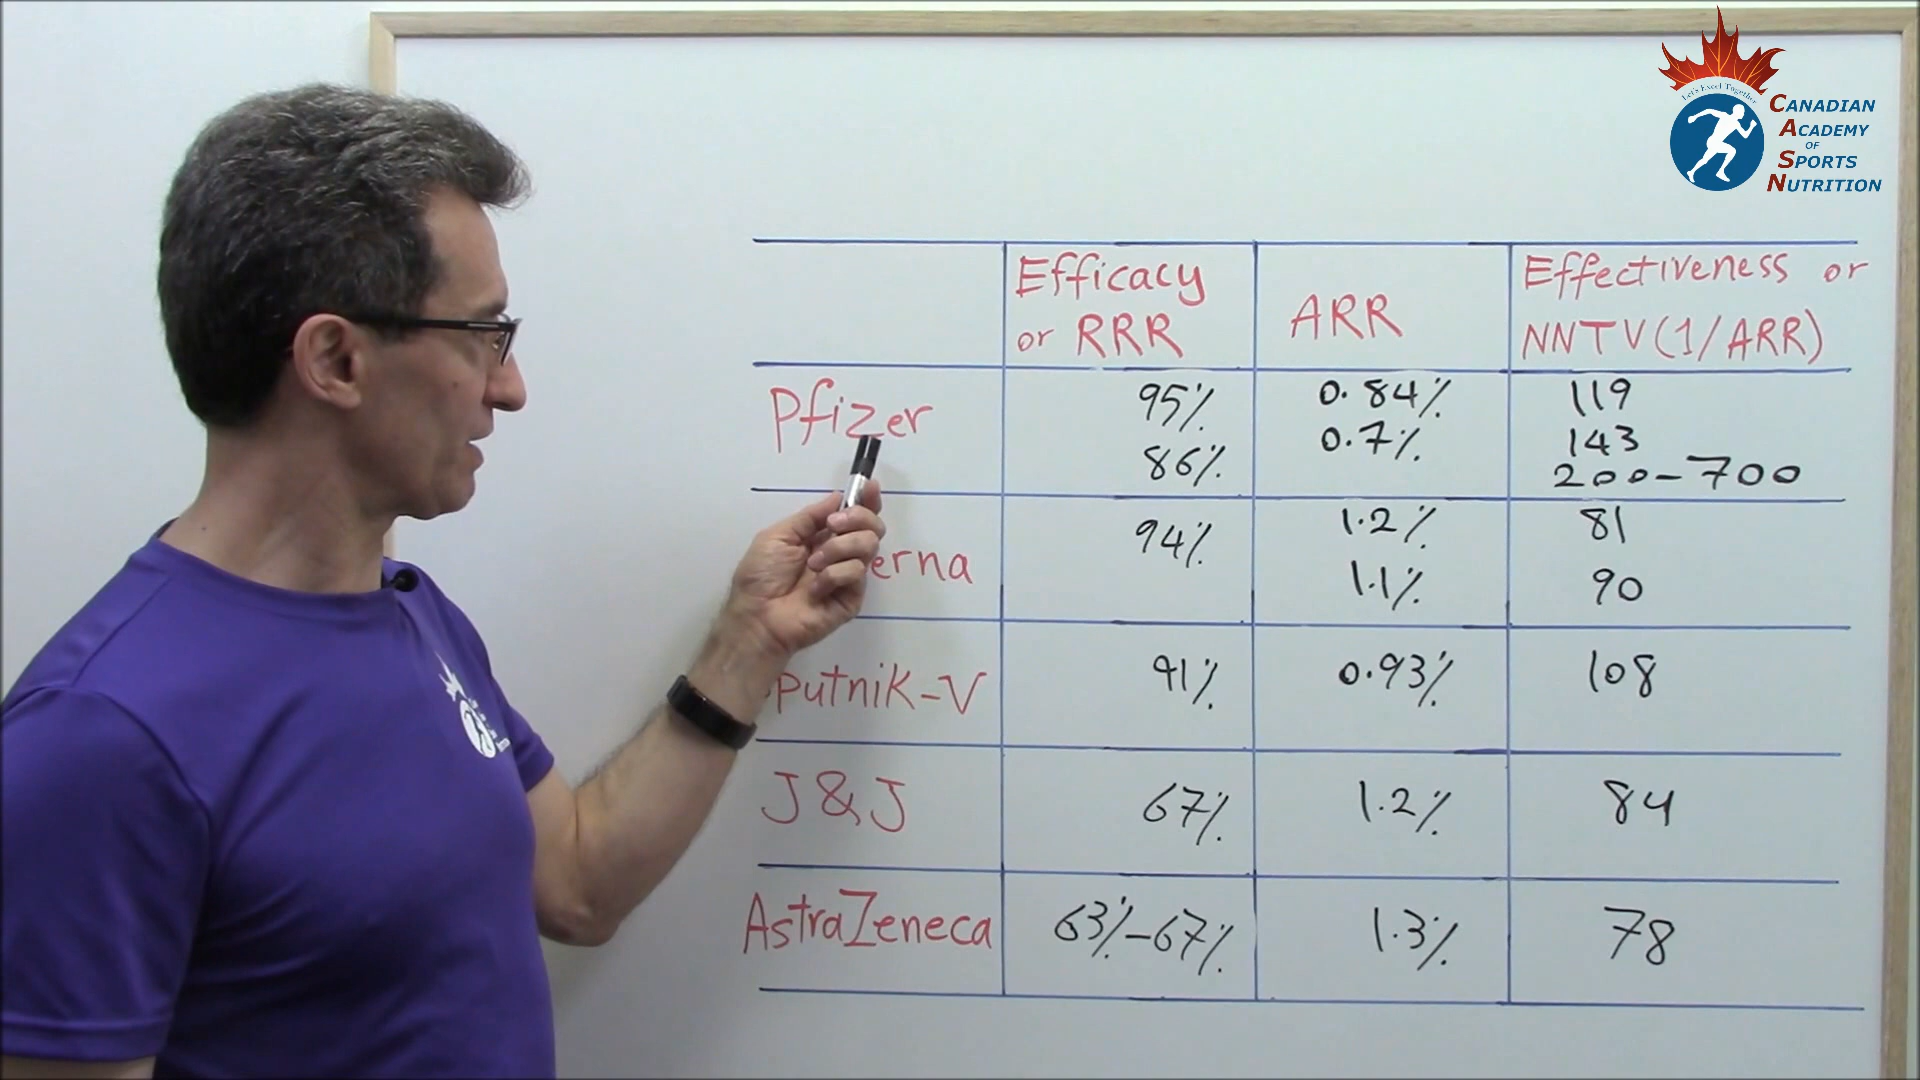 Let's Excel Together
CANADIAN
ACADEMY
OF
SPORTS
NUTRITION
Efficacy or RRR
ARR
Effectiveness or NNTV (1/ARR)
Pfizer
95%
86%
0.84%
0.7%
119
143
200-700
erna
94%
1.2%
1.1%
81
90
putnik-V
91%
0.93%
108
J&J
67%
1.2%
84
AstraZeneca
63%-67%
1.3%
78